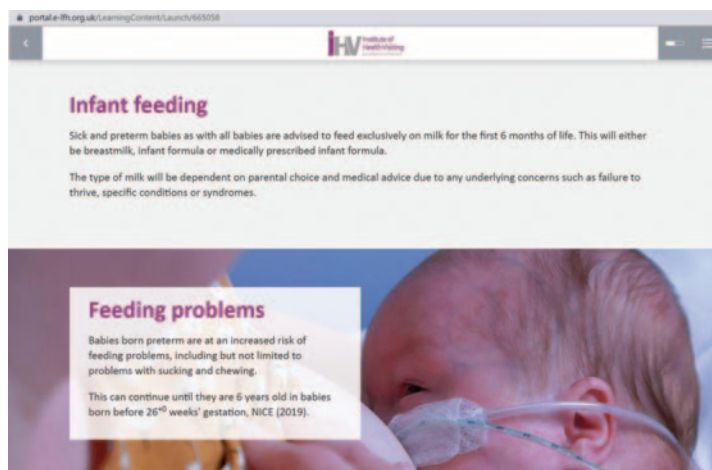 portal.e-lfh.org.uk/LearningContent/Launch/665058
iHV Institute of
Health Visiting
Infant feeding
Sick and preterm babies as with all babies are advised to feed exclusively on milk for the first 6 months of life. This will either
be breastmilk, infant formula or medically prescribed infant formula.
The type of milk will be dependent on parental choice and medical advice due to any underlying concerns such as failure to
thrive, specific conditions or syndromes.
Feeding problems
Babies born preterm are at an increased risk of
feeding problems, including but not limited to
problems with sucking and chewing.
This can continue until they are 6 years old in babies
born before 26⁺⁰ weeks' gestation, NICE (2019).